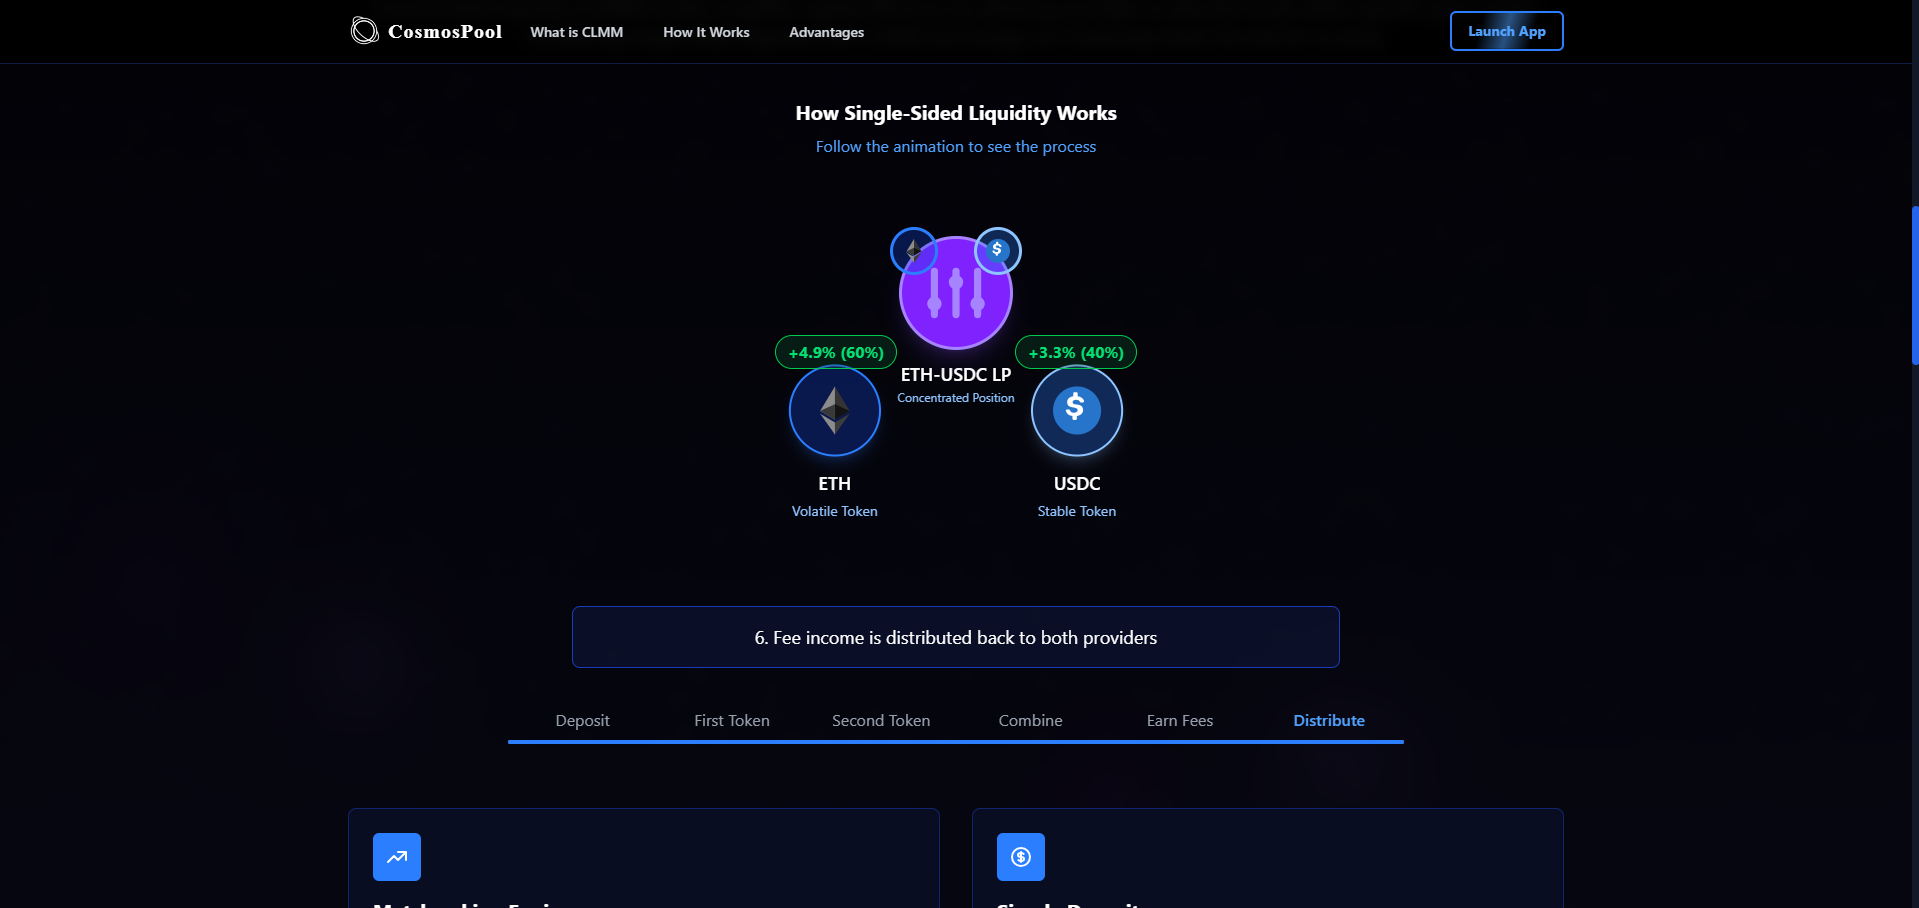 CosmosPool
What is CLMM
How It Works
Advantages
Launch App
How Single-Sided Liquidity Works
Follow the animation to see the process
+4.9% (60%)
+3.3% (40%)
ETH-USDC LP
Concentrated Position
ETH
Volatile Token
USDC
Stable Token
6. Fee income is distributed back to both providers
Deposit
First Token
Second Token
Combine
Earn Fees
Distribute